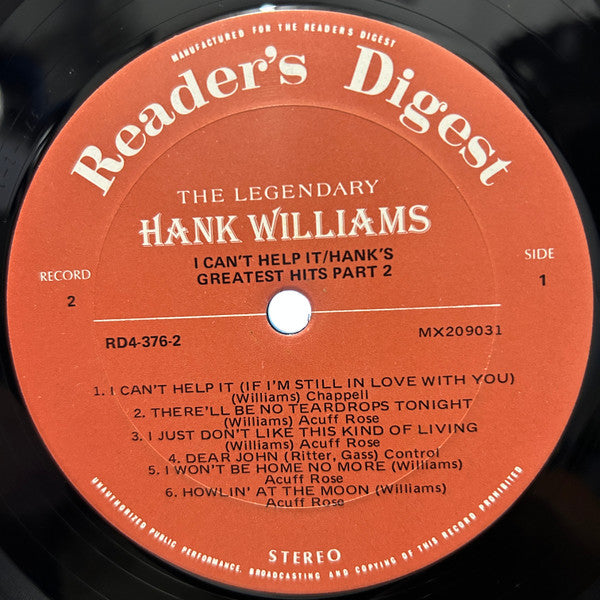 MANUFACTURED FOR THE READER'S DIGEST
Reader's Digest
THE LEGENDARY
HANK WILLIAMS
I CAN'T HELP IT/HANK'S
GREATEST HITS PART 2
RECORD
2
SIDE
1
RD4-376-2
MX209031
1. I CAN'T HELP IT (IF I'M STILL IN LOVE WITH YOU)
(Williams) Chappell
2. THERE'LL BE NO TEARDROPS TONIGHT
(Williams) Acuff Rose
3. I JUST DON'T LIKE THIS KIND OF LIVING
(Williams) Acuff Rose
4. DEAR JOHN (Ritter, Gass) Control
5. I WON'T BE HOME NO MORE (Williams)
Acuff Rose
6. HOWLIN' AT THE MOON (Williams)
Acuff Rose
STEREO
UNAUTHORIZED PUBLIC PERFORMANCE, BROADCASTING AND COPYING OF THIS RECORD PROHIBITED